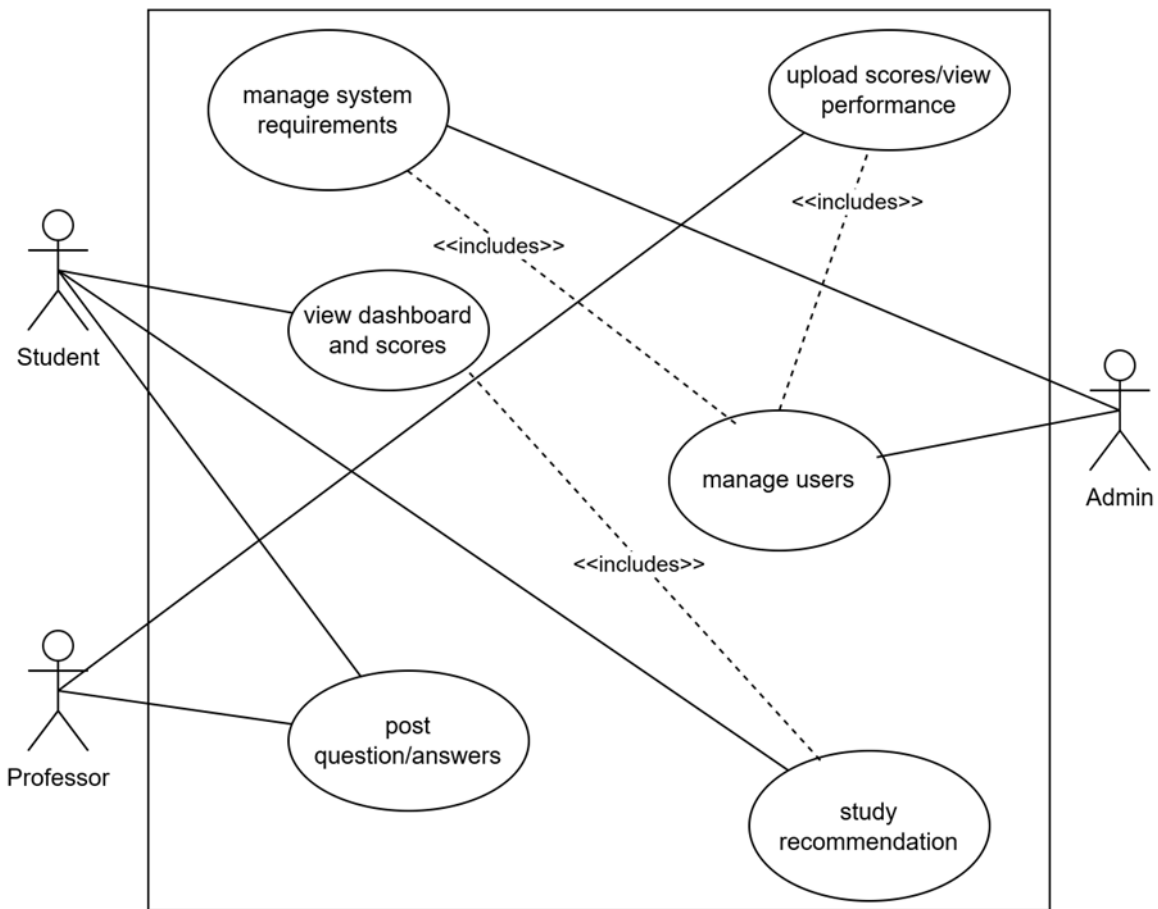 manage system
requirements
upload scores/view
performance
<<includes>>
<<includes>>
view dashboard
and scores
Student
manage users
Admin
<<includes>>
post
question/answers
Professor
study
recommendation